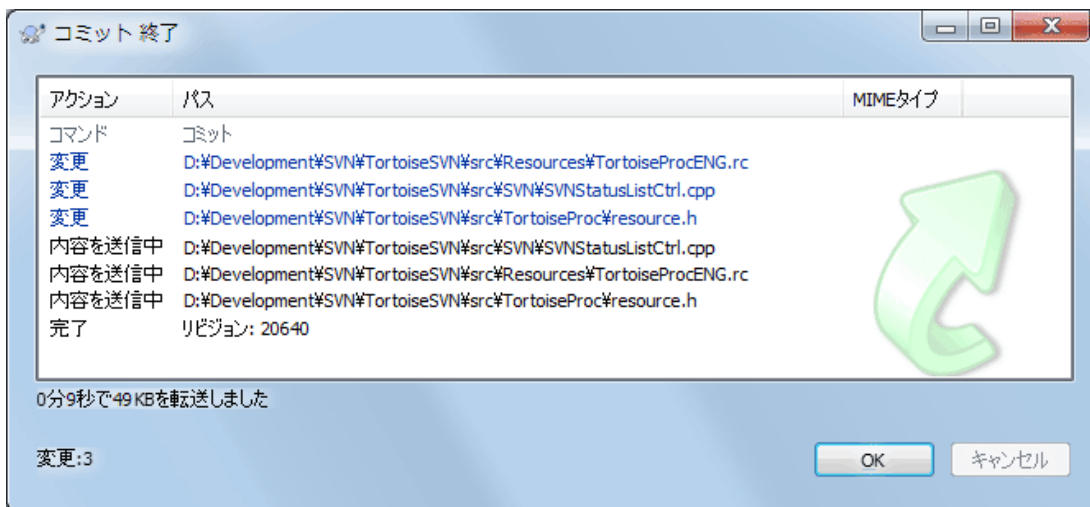 コミット 終了
アクション パス MIMEタイプ
コマンド コミット
変更 D:¥Development¥SVN¥TortoiseSVN¥src¥Resources¥TortoiseProcENG.rc
変更 D:¥Development¥SVN¥TortoiseSVN¥src¥SVN¥SVNStatusListCtrl.cpp
変更 D:¥Development¥SVN¥TortoiseSVN¥src¥TortoiseProc¥resource.h
内容を送信中 D:¥Development¥SVN¥TortoiseSVN¥src¥SVN¥SVNStatusListCtrl.cpp
内容を送信中 D:¥Development¥SVN¥TortoiseSVN¥src¥Resources¥TortoiseProcENG.rc
内容を送信中 D:¥Development¥SVN¥TortoiseSVN¥src¥TortoiseProc¥resource.h
完了 リビジョン: 20640
0分9秒で49 KBを転送しました
変更:3
OK キャンセル